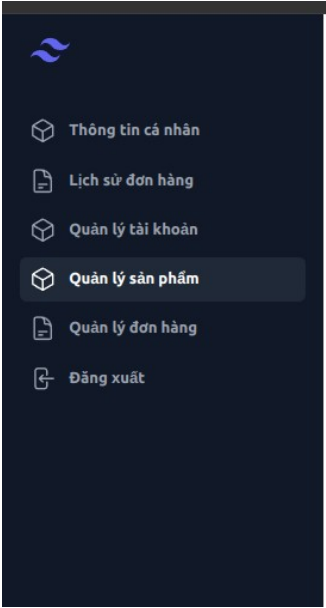 Thông tin cá nhân
Lịch sử đơn hàng
Quản lý tài khoản
Quản lý sản phẩm
Quản lý đơn hàng
Đăng xuất